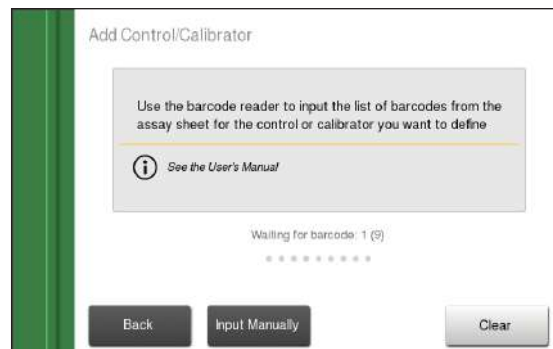 Add Control/Calibrator
Use the barcode reader to input the list of barcodes from the
assay sheet for the control or calibrator you want to define
See the User's Manual
Waiting for barcode: 1 (9)
Back
Input Manually
Clear